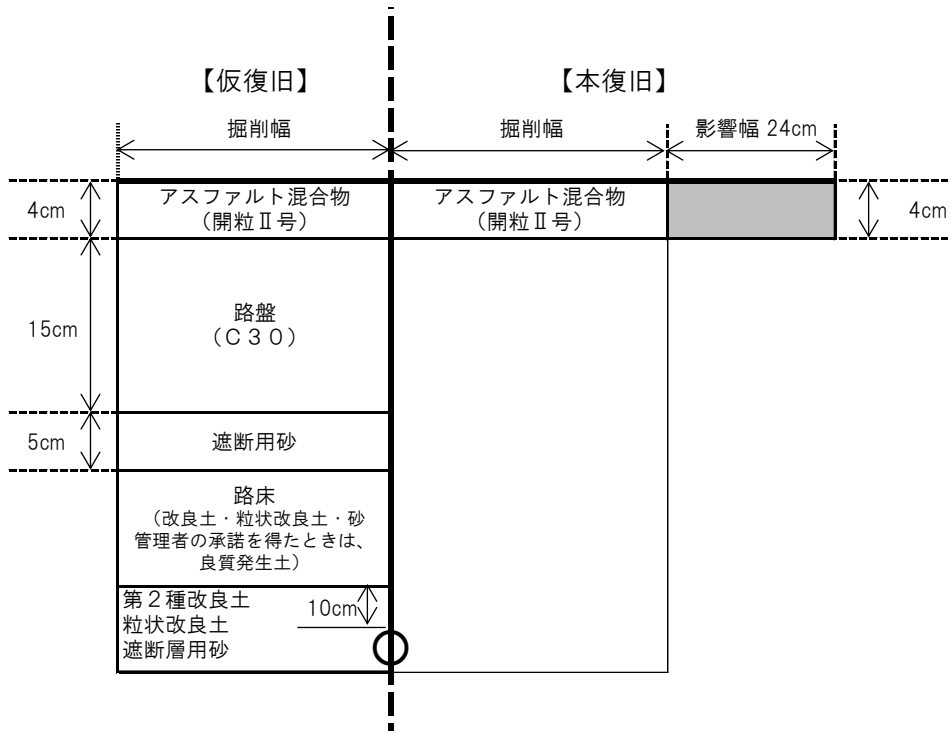 【仮復旧】
【本復旧】
掘削幅
掘削幅
影響幅 24cm
4cm
アスファルト混合物
（開粒Ⅱ号）
アスファルト混合物
（開粒Ⅱ号）
4cm
15cm
路盤
（C３０）
5cm
遮断用砂
路床
（改良土・粒状改良土・砂
管理者の承諾を得たときは、
良質発生土）
第２種改良土
粒状改良土
遮断層用砂
10cm